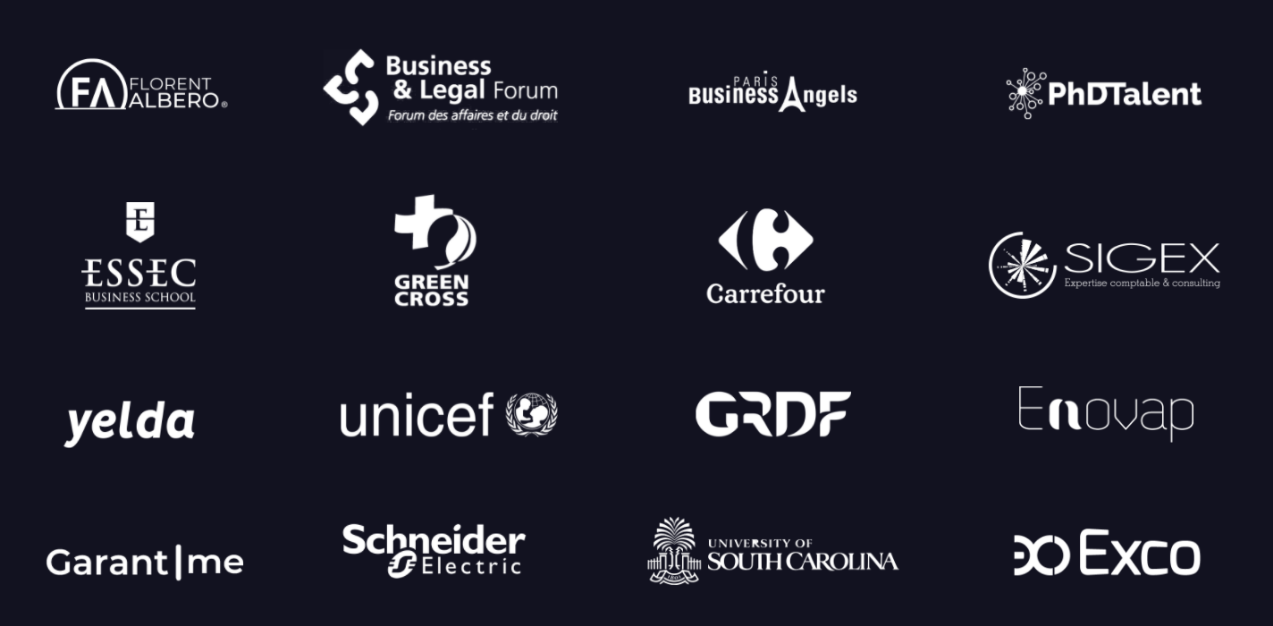 FA FLORENT
ALBERO®
Business
& Legal Forum
Forum des affaires et du droit
PARIS
Business Angels
PhDTalent
E
ESSEC
BUSINESS SCHOOL
GREEN
CROSS
Carrefour
SIGEX
Expertise comptable & consulting
yelda
unicef
GRDF
Enovap
Garant|me
Schneider
Electric
UNIVERSITY OF
SOUTH CAROLINA
Exco